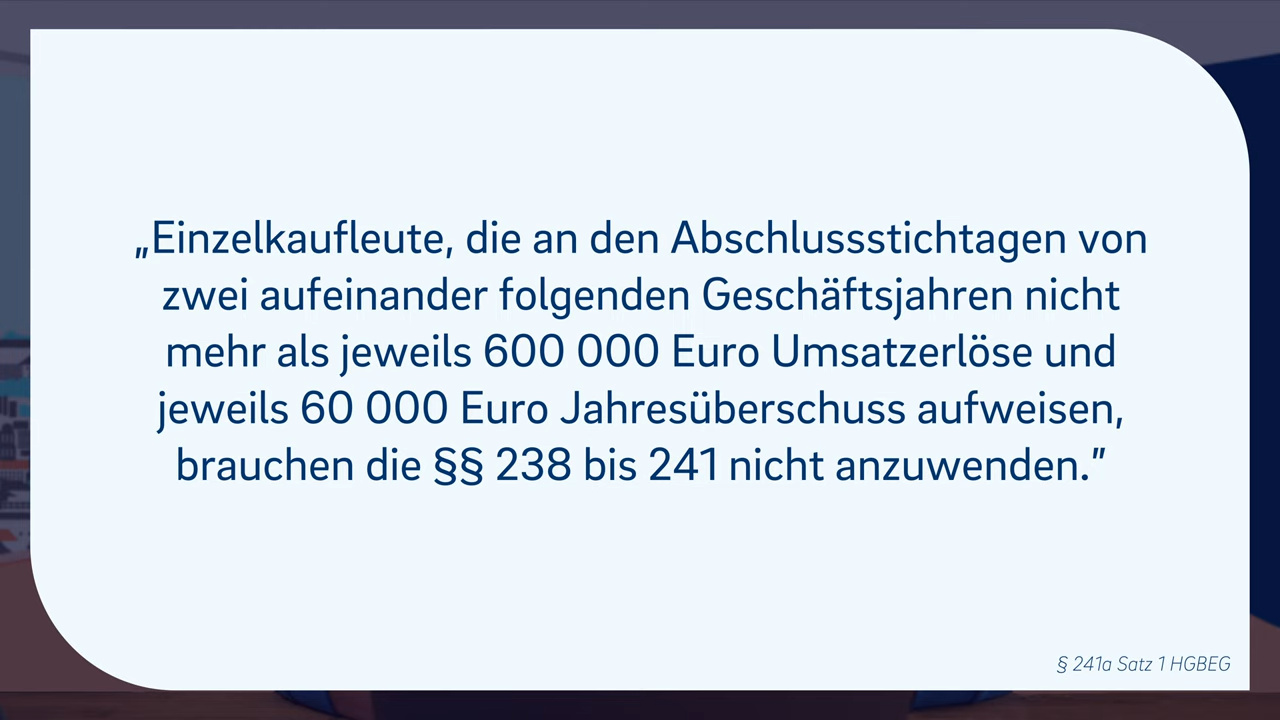 „Einzelkaufleute, die an den Abschlussstichtagen von
zwei aufeinander folgenden Geschäftsjahren nicht
mehr als jeweils 600 000 Euro Umsatzerlöse und
jeweils 60 000 Euro Jahresüberschuss aufweisen,
brauchen die §§ 238 bis 241 nicht anzuwenden.”
§ 241a Satz 1 HGBEG